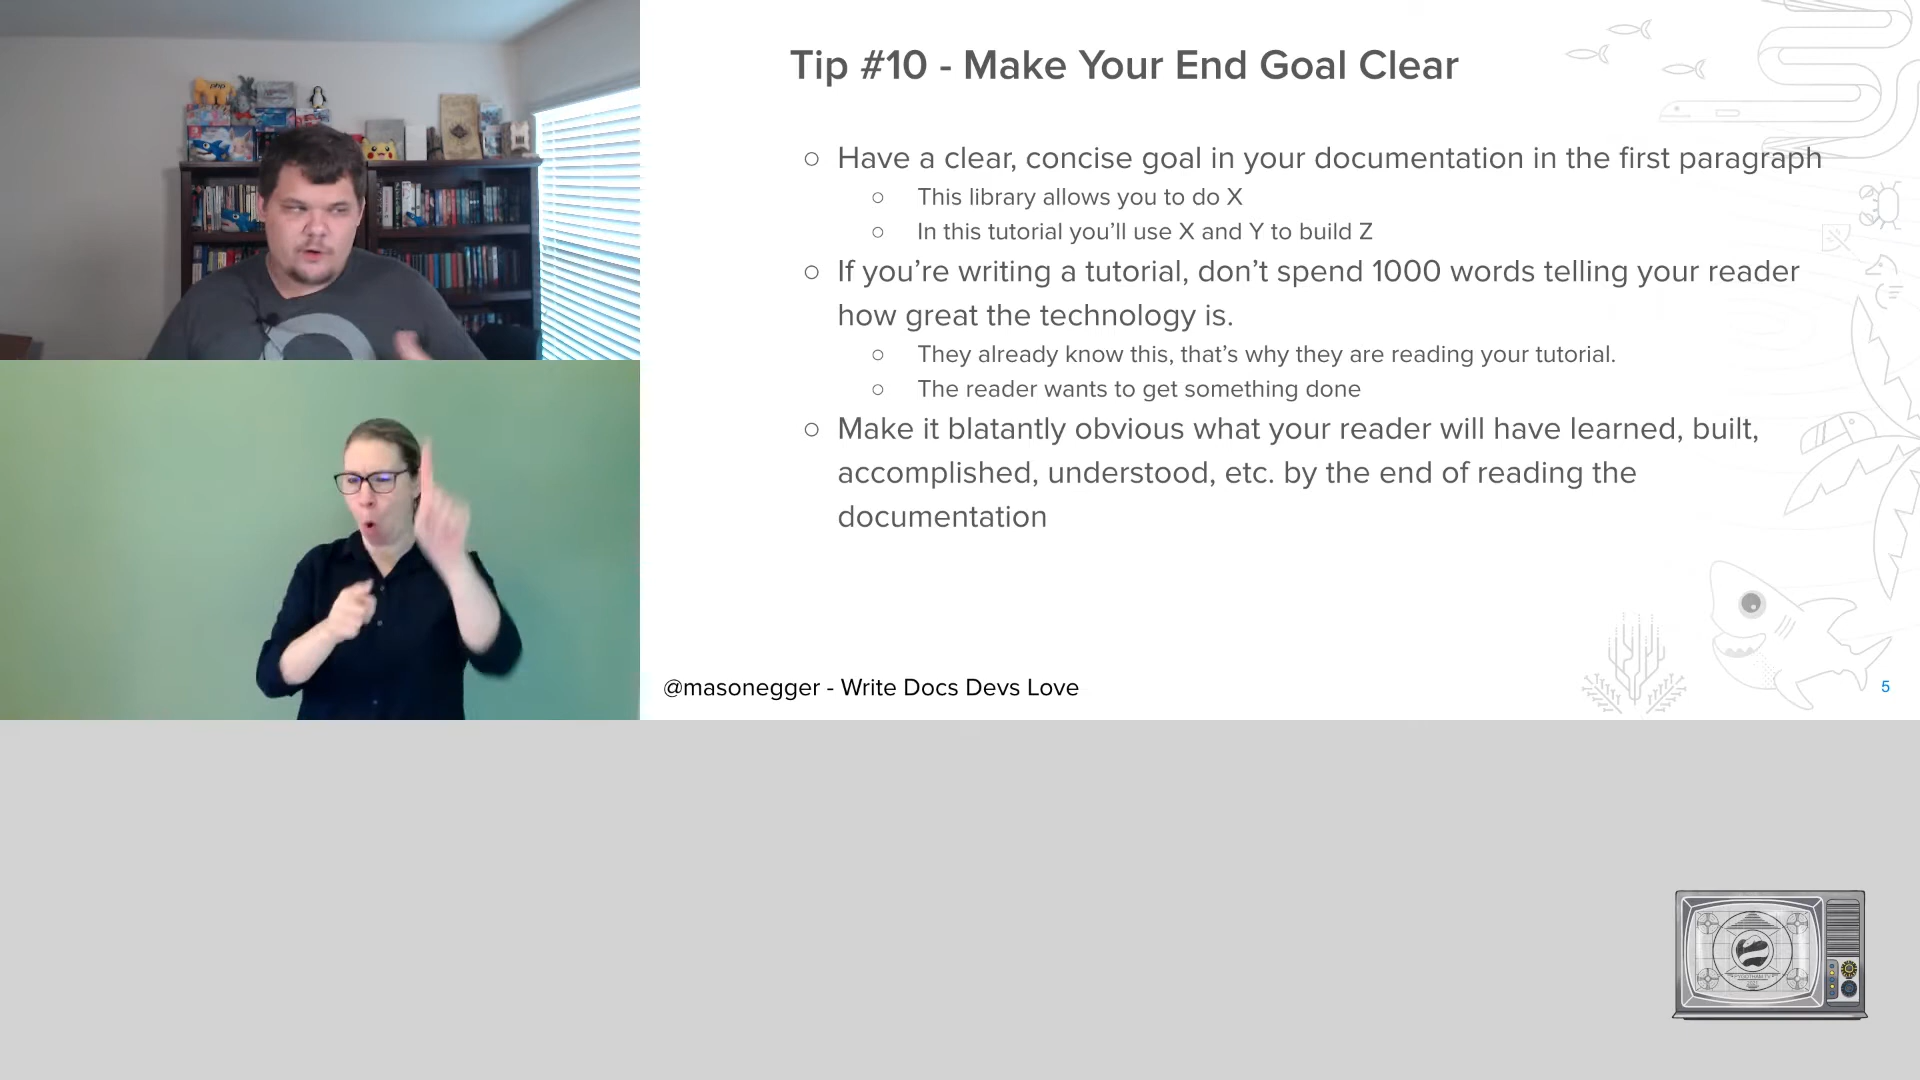 Tip #10 - Make Your End Goal Clear
○ Have a clear, concise goal in your documentation in the first paragraph
○ This library allows you to do X
○ In this tutorial you’ll use X and Y to build Z
○ If you’re writing a tutorial, don’t spend 1000 words telling your reader
how great the technology is.
○ They already know this, that’s why they are reading your tutorial.
○ The reader wants to get something done
○ Make it blatantly obvious what your reader will have learned, built,
accomplished, understood, etc. by the end of reading the
documentation
@masonegger - Write Docs Devs Love
5